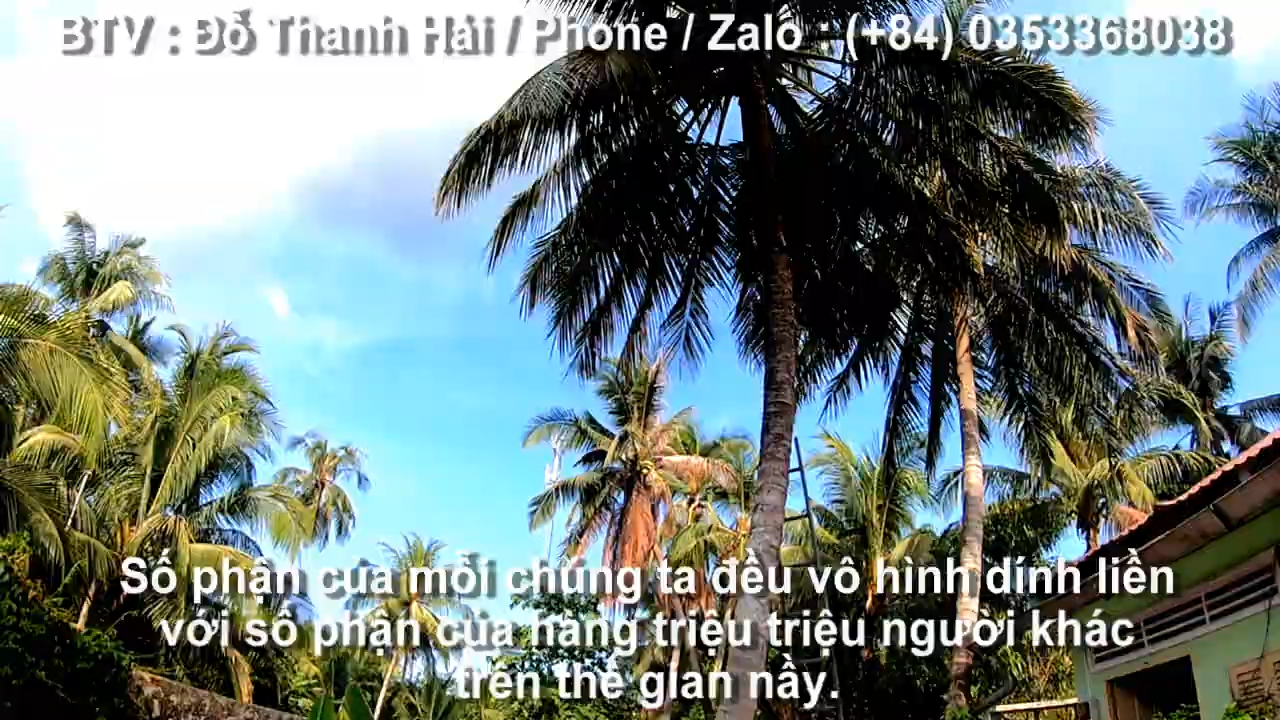 BTV : Đỗ Thanh Hải / Phone / Zalo : (+84) 0353368038
Số phận của mỗi chúng ta đều vô hình dính liền
với số phận của hàng triệu triệu người khác
trên thế gian nầy.